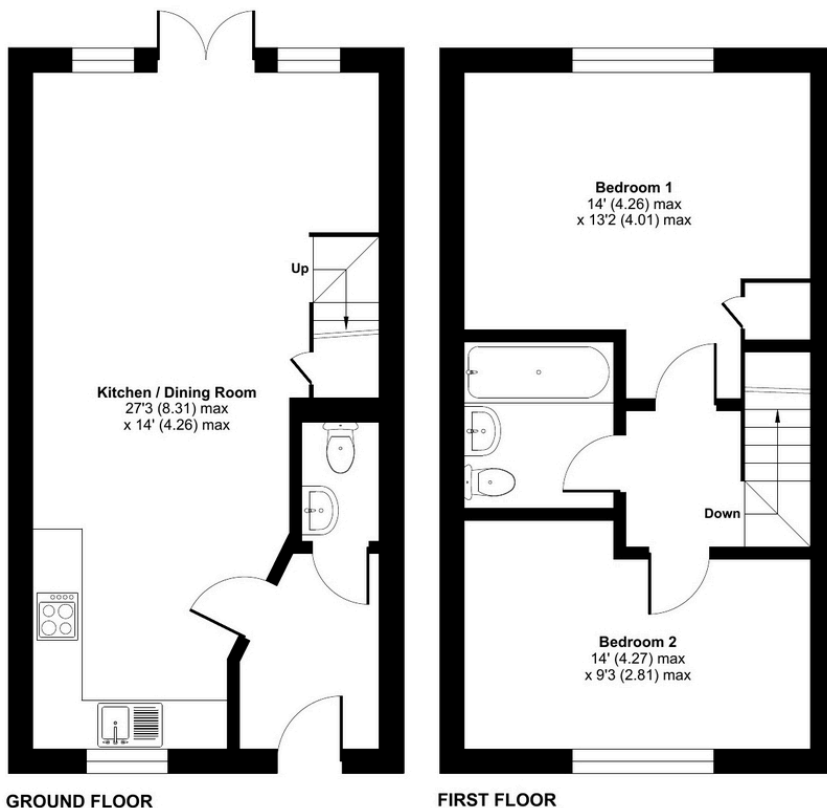 Bedroom 1
14' (4.26) max
x 13'2 (4.01) max
Up
Kitchen / Dining Room
27'3 (8.31) max
x 14' (4.26) max
Down
Bedroom 2
14' (4.27) max
x 9'3 (2.81) max
GROUND FLOOR
FIRST FLOOR